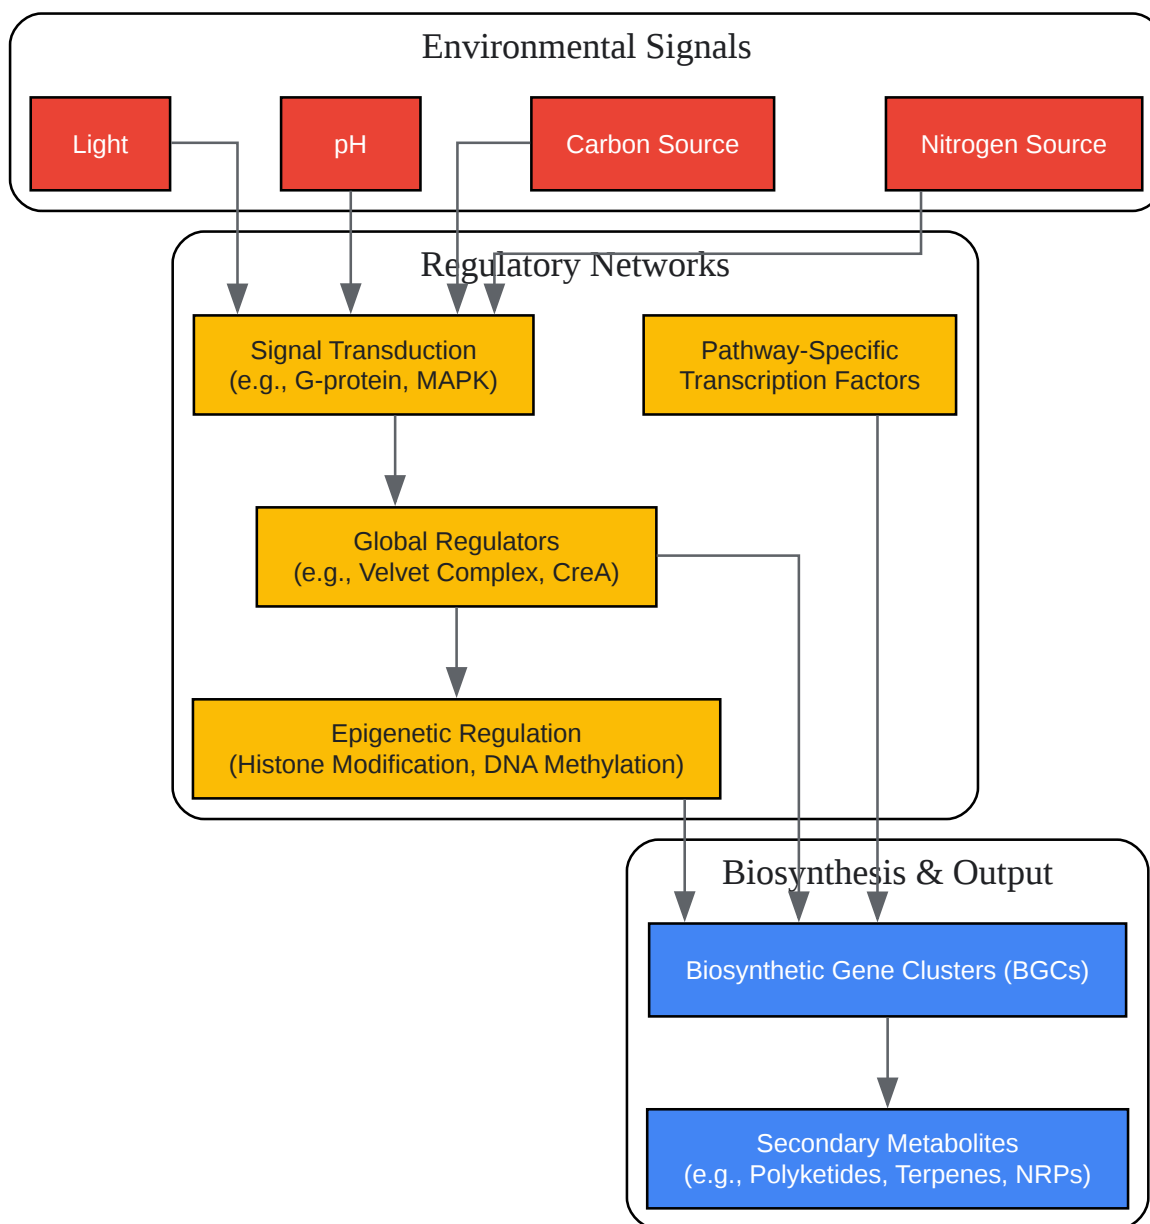 Environmental Signals
Light
pH
Carbon Source
Nitrogen Source
Regulatory Networks
Signal Transduction
(e.g., G-protein, MAPK)
Pathway-Specific
Transcription Factors
Global Regulators
(e.g., Velvet Complex, CreA)
Epigenetic Regulation
(Histone Modification, DNA Methylation)
Biosynthesis & Output
Biosynthetic Gene Clusters (BGCs)
Secondary Metabolites
(e.g., Polyketides, Terpenes, NRPs)